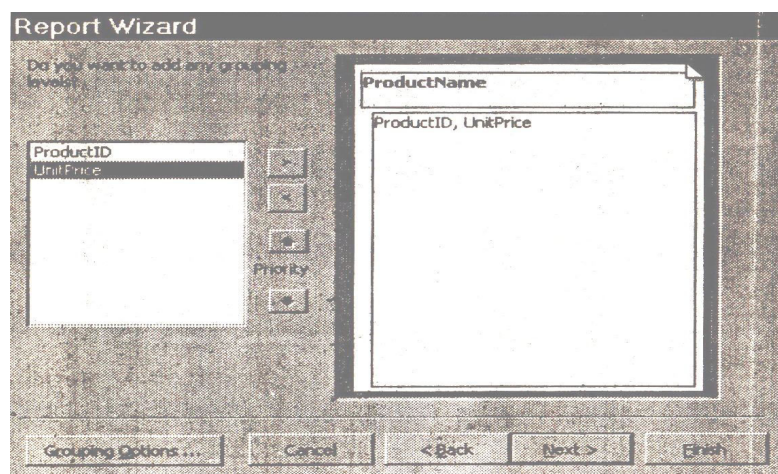 Report Wizard
Do you want to add any grouping
levels?
ProductName
ProductID, UnitPrice
ProductID
UnitPrice
Priority
Grouping Options ...
Cancel
< Back
Next >
Finish